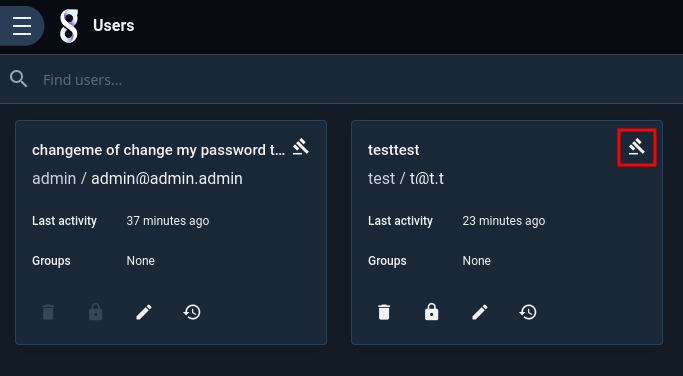 Users
Find users...
changeme of change my password t...
admin / admin@admin.admin
Last activity 37 minutes ago
Groups None
testtest
test / t@t.t
Last activity 23 minutes ago
Groups None